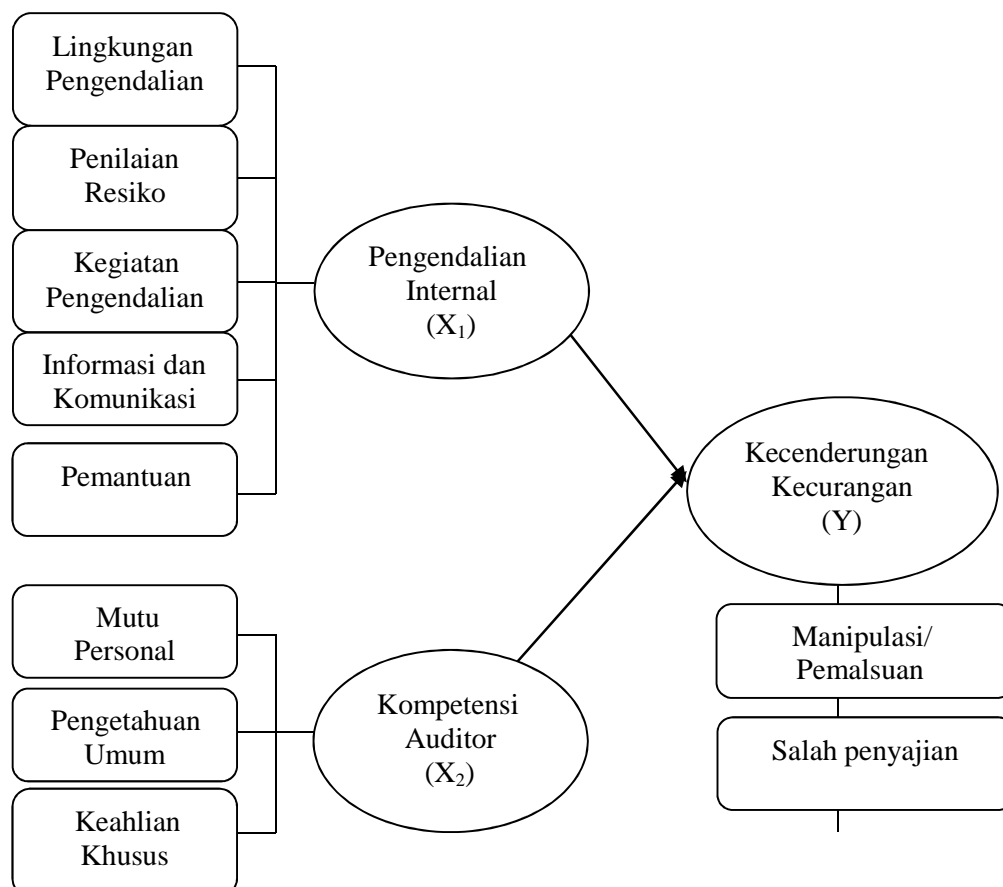 Lingkungan
Pengendalian
Penilaian
Resiko
Kegiatan
Pengendalian
Informasi dan
Komunikasi
Pemantuan
Pengendalian
Internal
(X₁)
Kecenderungan
Kecurangan
(Y)
Mutu
Personal
Pengetahuan
Umum
Keahlian
Khusus
Kompetensi
Auditor
(X₂)
Manipulasi/
Pemalsuan
Salah penyajian